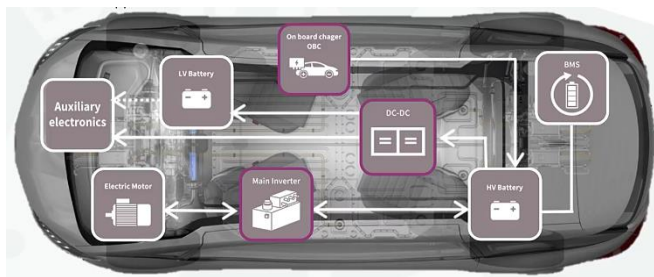 On board chager
OBC
LV Battery
BMS
Auxiliary
electronics
DC-DC
Electric Motor
Main Inverter
HV Battery